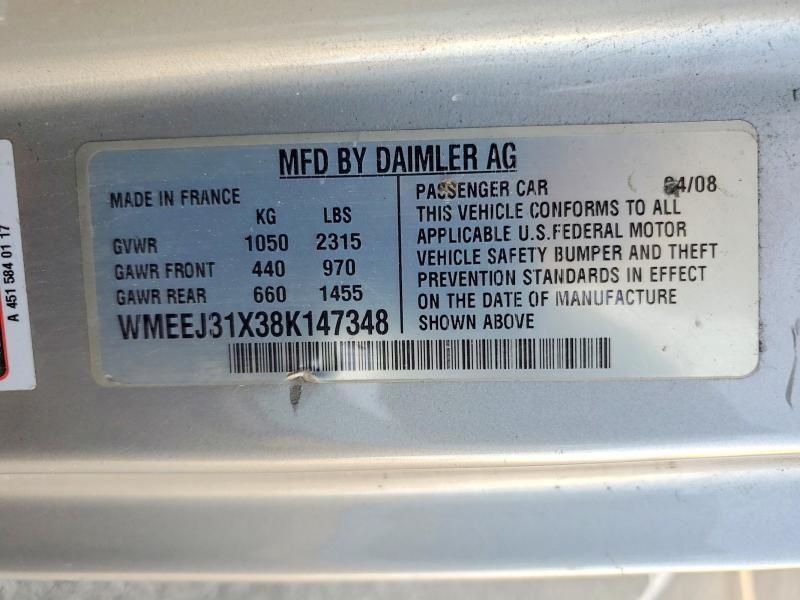 MFD BY DAIMLER AG
MADE IN FRANCE
KG LBS
GVWR 1050 2315
GAWR FRONT 440 970
GAWR REAR 660 1455
WMEEJ31X38K147348
PASSENGER CAR 04/08
THIS VEHICLE CONFORMS TO ALL
APPLICABLE U.S.FEDERAL MOTOR
VEHICLE SAFETY BUMPER AND THEFT
PREVENTION STANDARDS IN EFFECT
ON THE DATE OF MANUFACTURE
SHOWN ABOVE
A 451 584 01 17